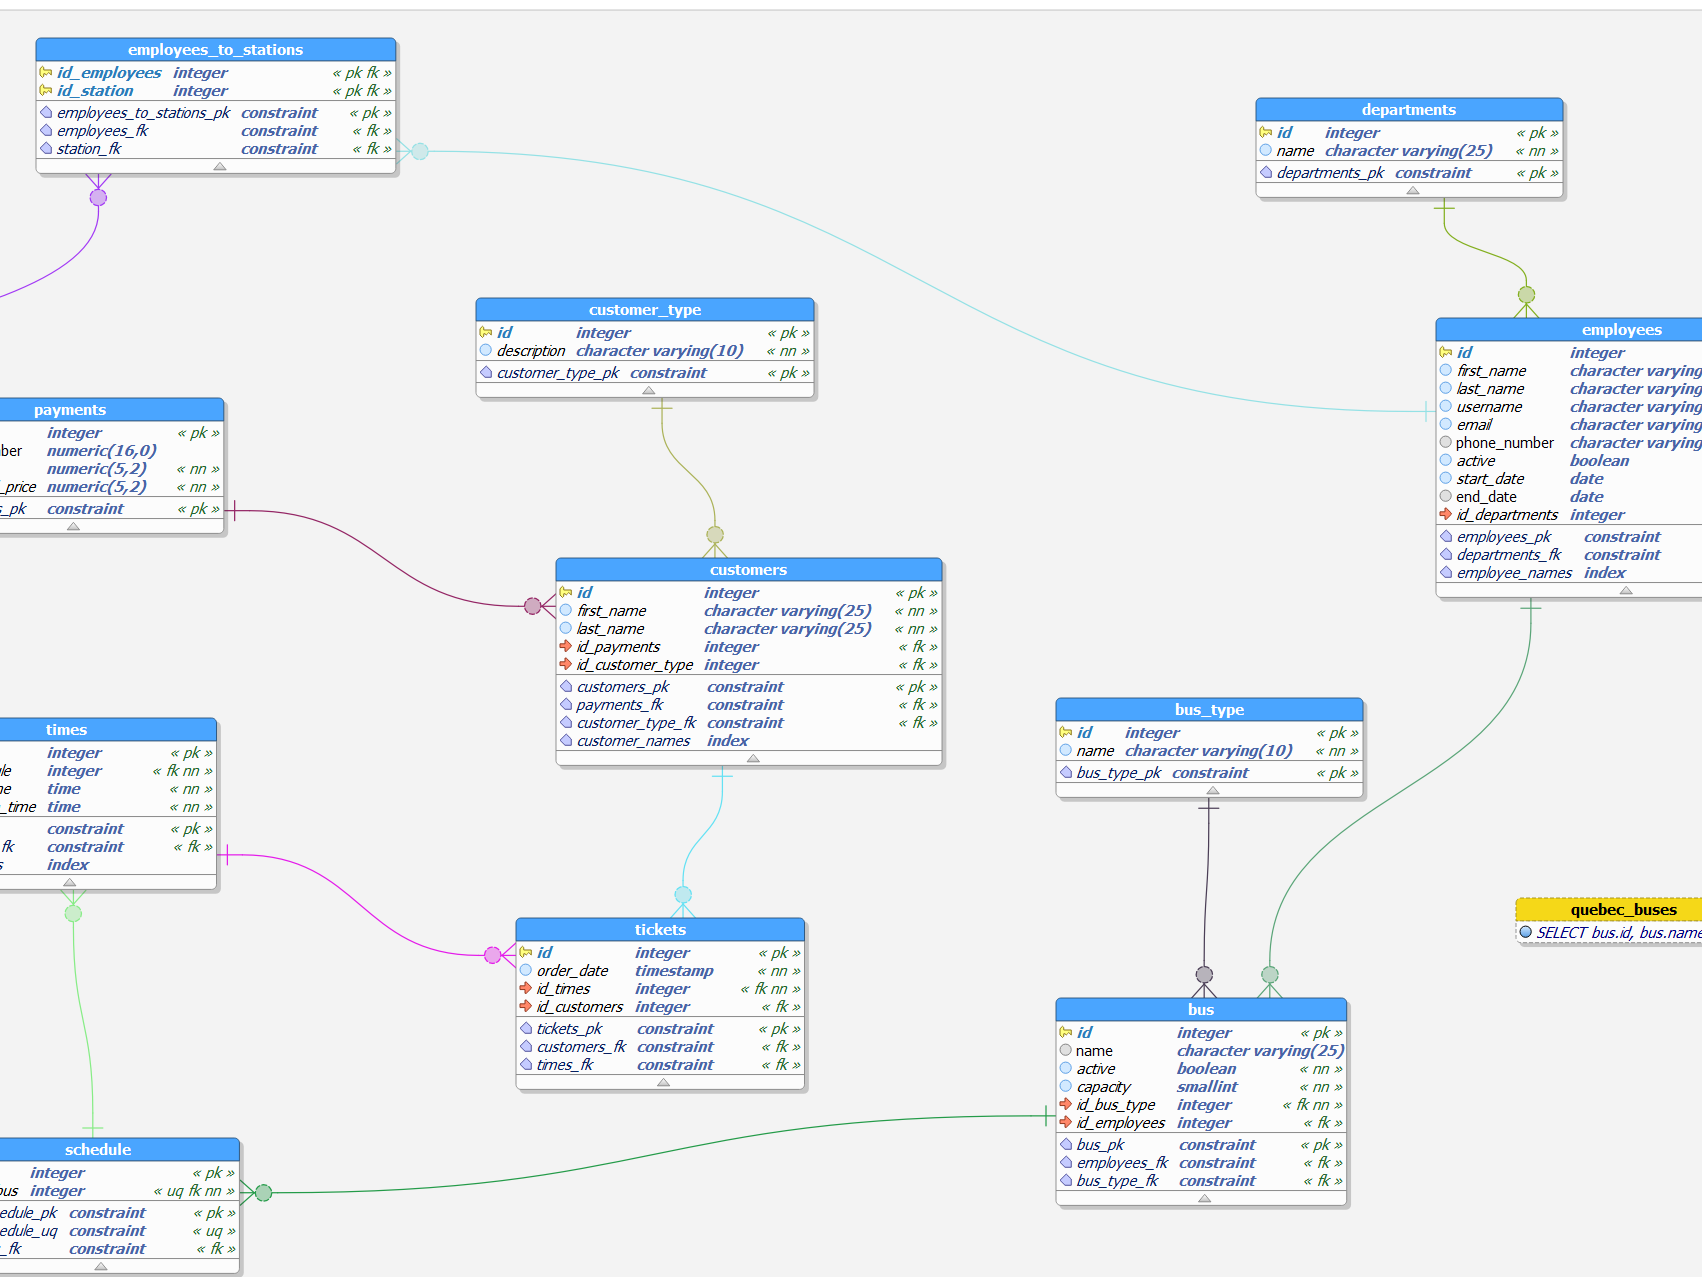 employees_to_stations
id_employees integer « pk fk »
id_station integer « pk fk »
employees_to_stations_pk constraint « pk »
employees_fk constraint « fk »
station_fk constraint « fk »
departments
id integer « pk »
name character varying(25) « nn »
departments_pk constraint « pk »
customer_type
id integer « pk »
description character varying(10) « nn »
customer_type_pk constraint « pk »
employees
id integer
first_name character varying
last_name character varying
username character varying
email character varying
phone_number character varying
active boolean
start_date date
end_date date
id_departments integer
employees_pk constraint
departments_fk constraint
employee_names index
payments
integer « pk »
ber numeric(16,0)
numeric(5,2) « nn »
_price numeric(5,2) « nn »
s_pk constraint « pk »
customers
id integer « pk »
first_name character varying(25) « nn »
last_name character varying(25) « nn »
id_payments integer « fk »
id_customer_type integer « fk »
customers_pk constraint « pk »
payments_fk constraint « fk »
customer_type_fk constraint « fk »
customer_names index
times
integer « pk »
le integer « fk nn »
ne time « nn »
_time time « nn »
constraint « pk »
fk constraint « fk »
s index
bus_type
id integer « pk »
name character varying(10) « nn »
bus_type_pk constraint « pk »
quebec_buses
SELECT bus.id, bus.name
tickets
id integer « pk »
order_date timestamp « nn »
id_times integer « fk nn »
id_customers integer « fk »
tickets_pk constraint « pk »
customers_fk constraint « fk »
times_fk constraint « fk »
bus
id integer « pk »
name character varying(25)
active boolean « nn »
capacity smallint « nn »
id_bus_type integer « fk nn »
id_employees integer « fk »
bus_pk constraint « pk »
employees_fk constraint « fk »
bus_type_fk constraint « fk »
schedule
integer « pk »
bus integer « uq fk nn »
edule_pk constraint « pk »
edule_uq constraint « uq »
_fk constraint « fk »